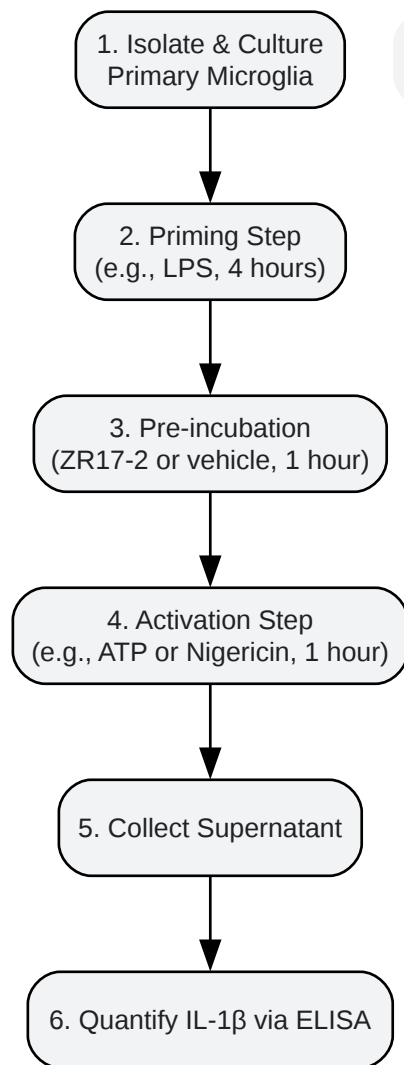 1. Isolate & Culture
Primary Microglia
2. Priming Step
(e.g., LPS, 4 hours)
3. Pre-incubation
(ZR17-2 or vehicle, 1 hour)
4. Activation Step
(e.g., ATP or Nigericin, 1 hour)
5. Collect Supernatant
6. Quantify IL-1β via ELISA